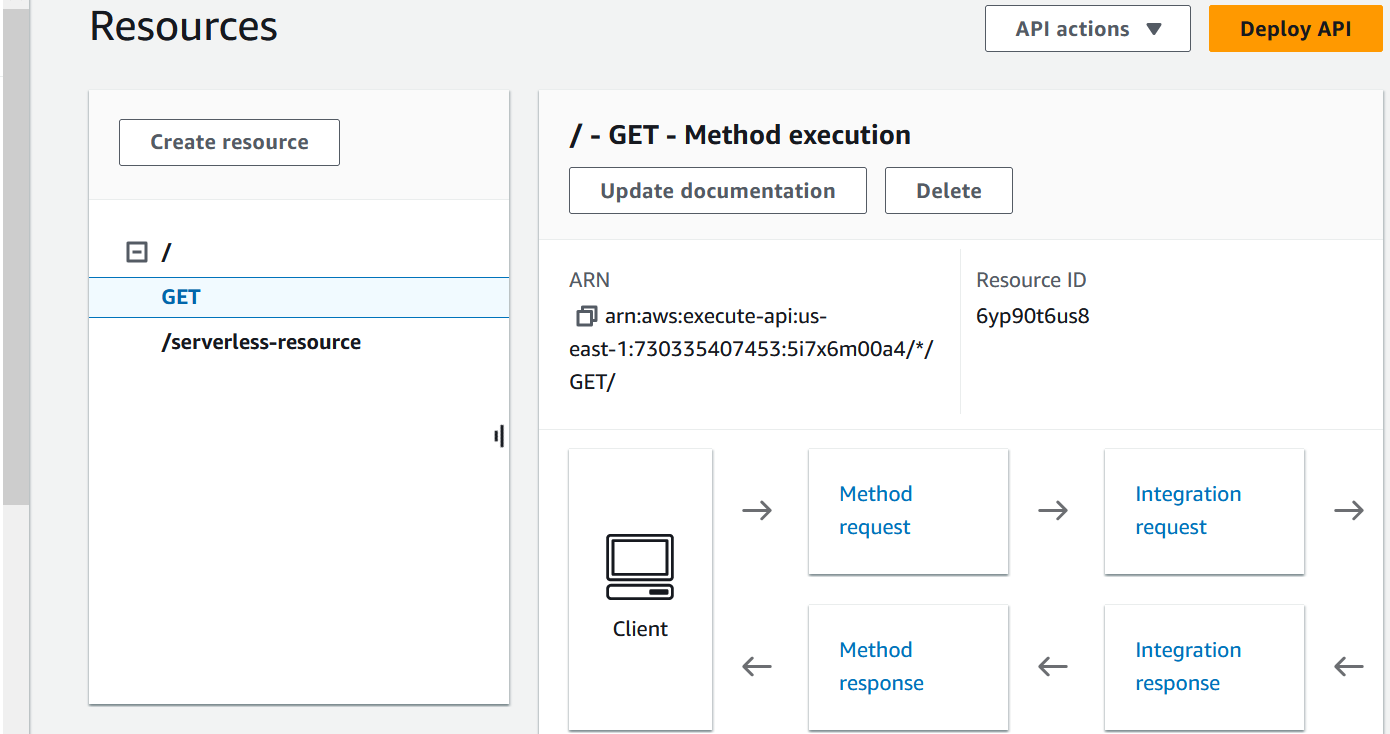 Resources
API actions
Deploy API
Create resource
/
GET
/serverless-resource
/ - GET - Method execution
Update documentation
Delete
ARN
arn:aws:execute-api:us-
east-1:730335407453:5i7x6m00a4/*/
GET/
Resource ID
6yp90t6us8
Client
Method
request
Integration
request
Method
response
Integration
response